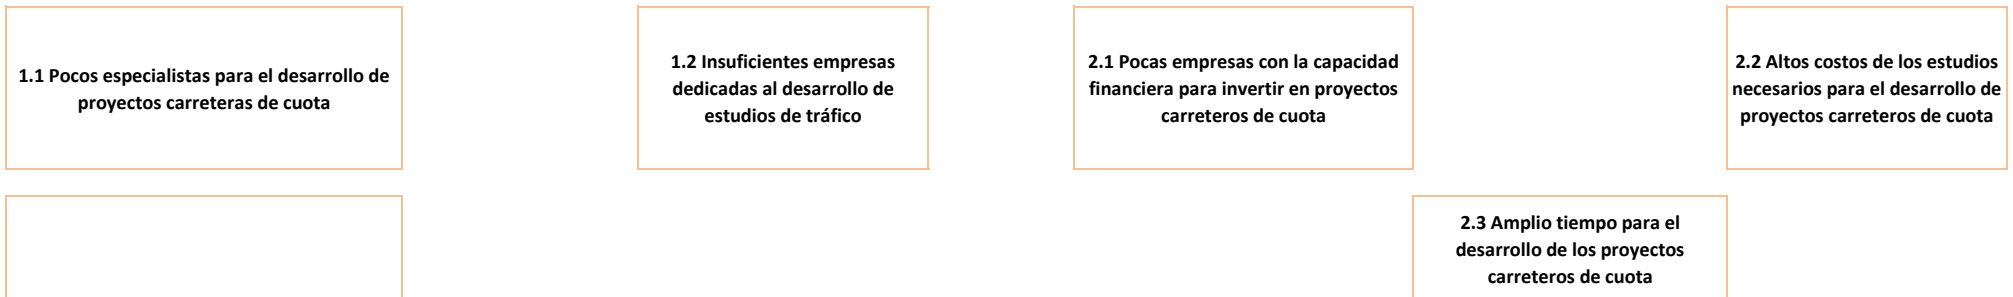 1.1 Pocos especialistas para el desarrollo de
proyectos carreteras de cuota
1.2 Insuficientes empresas
dedicadas al desarrollo de
estudios de tráfico
2.1 Pocas empresas con la capacidad
financiera para invertir en proyectos
carreteros de cuota
2.2 Altos costos de los estudios
necesarios para el desarrollo de
proyectos carreteros de cuota
2.3 Amplio tiempo para el
desarrollo de los proyectos
carreteros de cuota